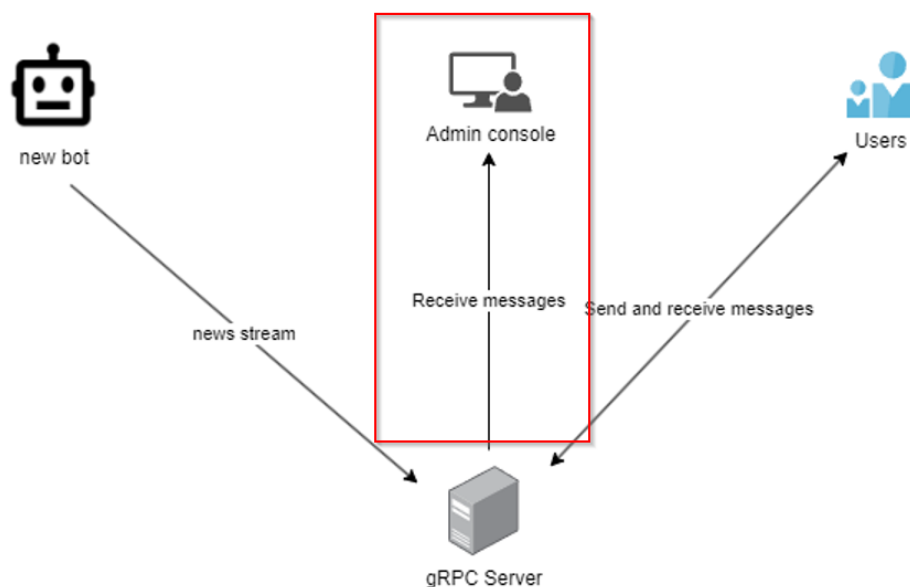 Admin console
new bot
Users
Receive messages
Send and receive messages
news stream
gRPC Server